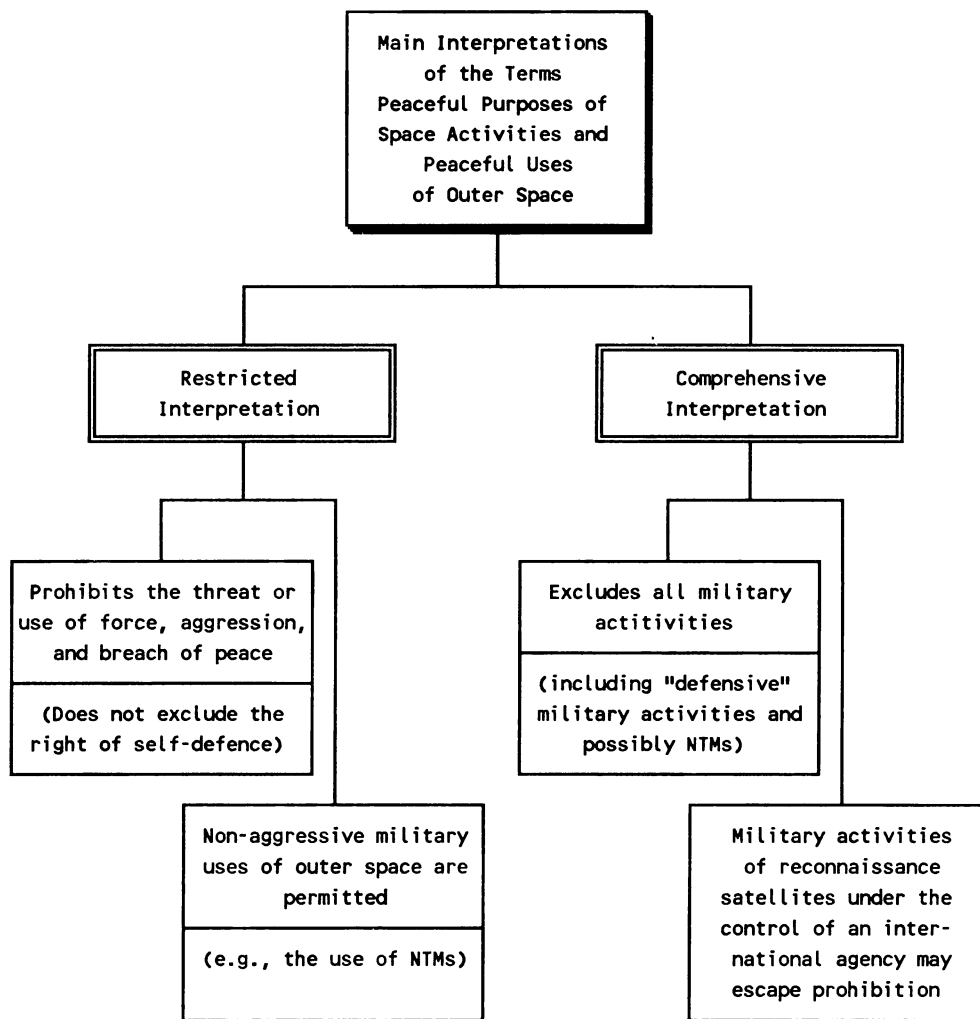 Main Interpretations
of the Terms
Peaceful Purposes of
Space Activities and
Peaceful Uses
of Outer Space
Restricted
Interpretation
Comprehensive
Interpretation
Prohibits the threat or
use of force, aggression,
and breach of peace
(Does not exclude the
right of self-defence)
Excludes all military
actitivities
(including "defensive"
military activities and
possibly NTMs)
Non-aggressive military
uses of outer space are
permitted
(e.g., the use of NTMs)
Military activities
of reconnaissance
satellites under the
control of an inter-
national agency may
escape prohibition